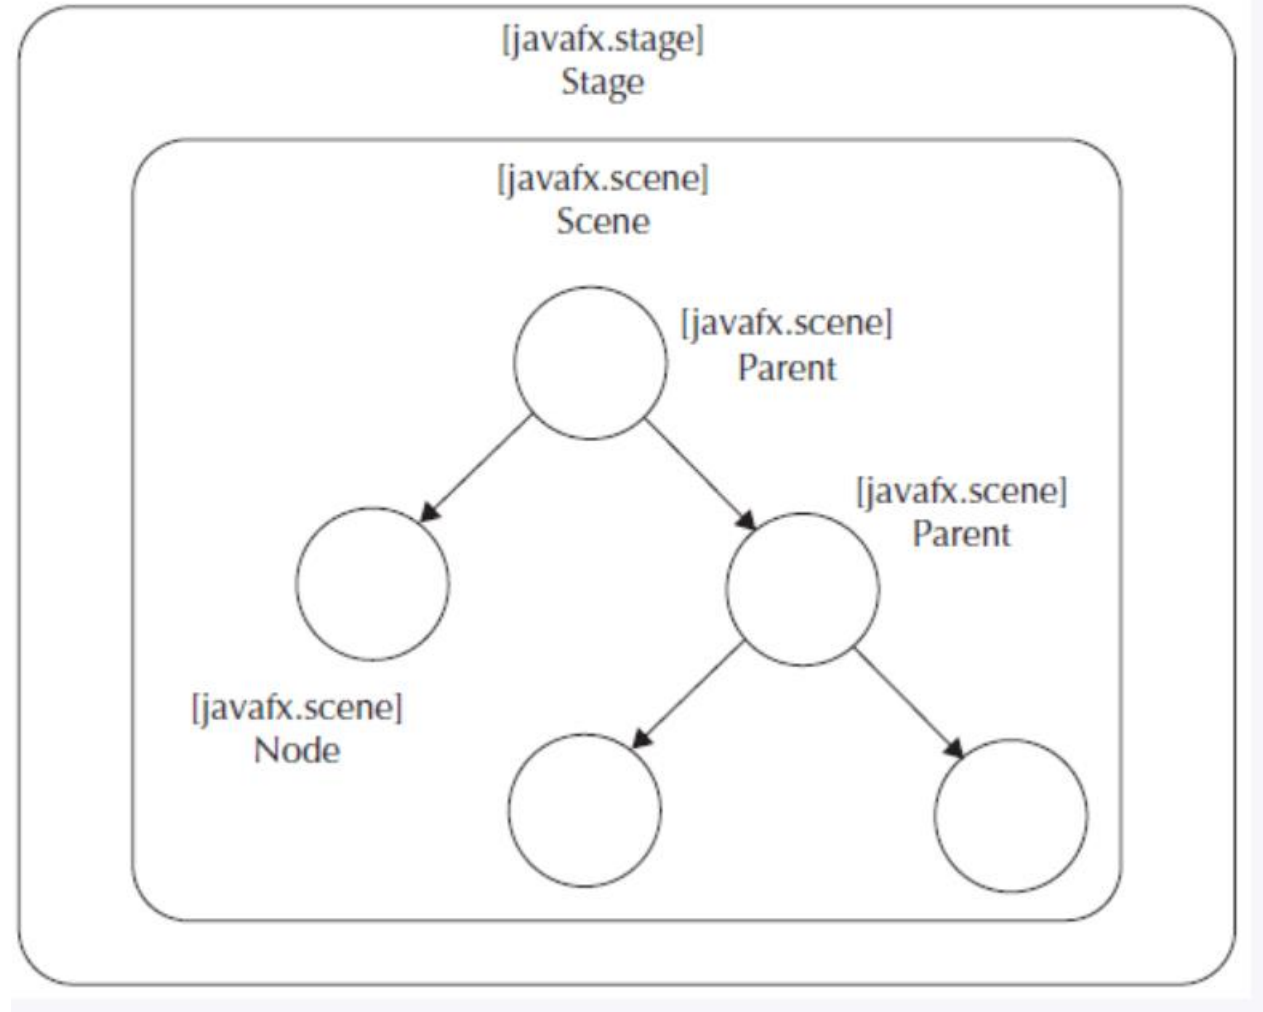 [javafx.stage]
Stage
[javafx.scene]
Scene
[javafx.scene]
Parent
[javafx.scene]
Parent
[javafx.scene]
Node